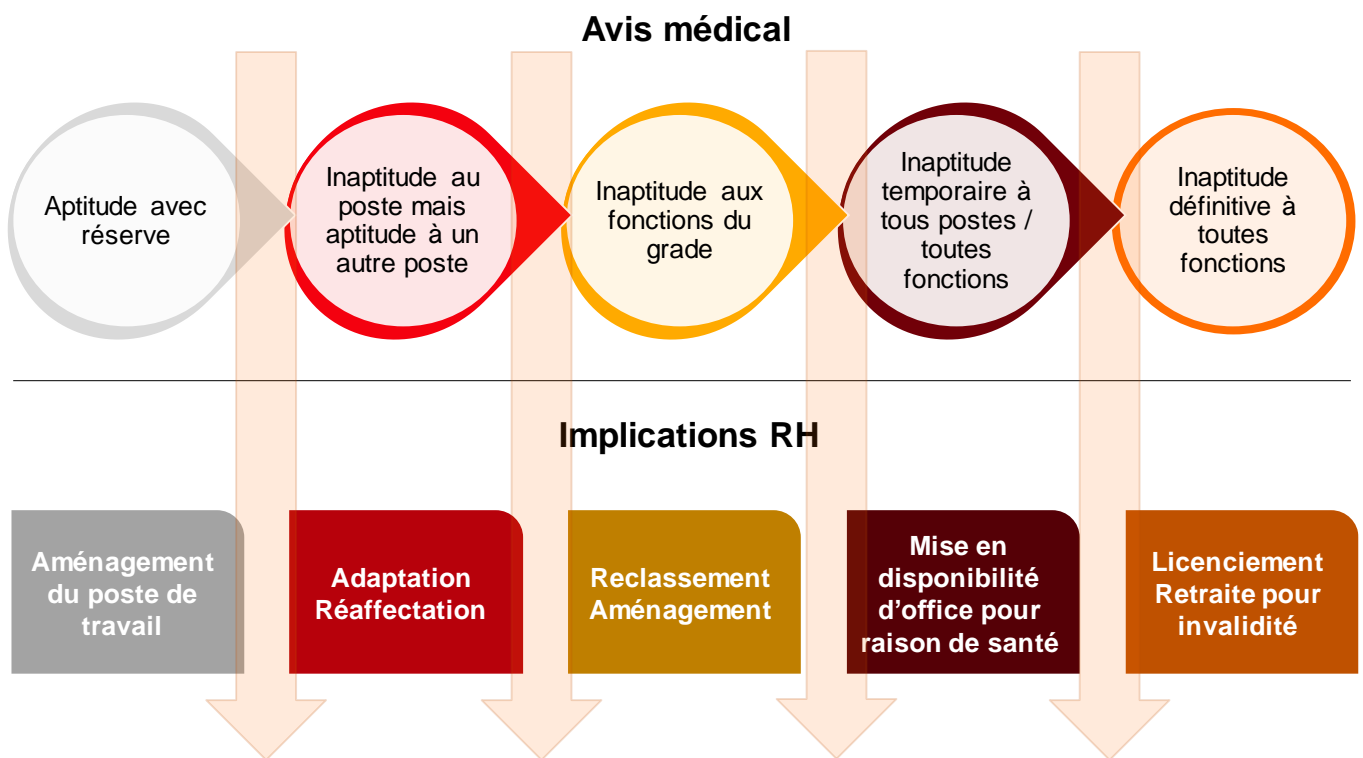 Avis médical
Aptitude avec
réserve
Inaptitude au
poste mais
aptitude à un
autre poste
Inaptitude aux
fonctions du
grade
Inaptitude
temporaire à
tous postes /
toutes
fonctions
Inaptitude
définitive à
toutes
fonctions
Implications RH
Aménagement
du poste de
travail
Adaptation
Réaffectation
Reclassement
Aménagement
Mise en
disponibilité
d’office pour
raison de santé
Licenciement
Retraite pour
invalidité